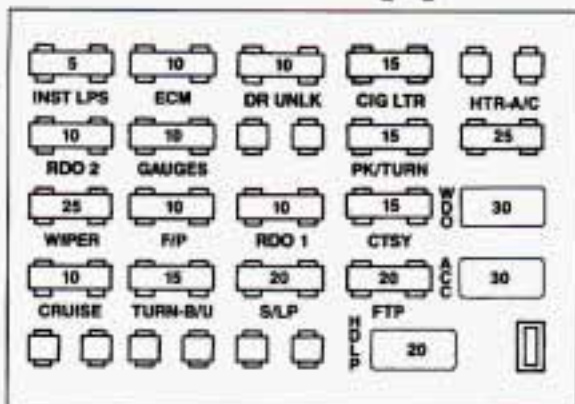 5 10 10 15
INST LPS ECM DR UNLK CIG LTR HTR-A/C
10 10 15 25
RDO 2 GAUGES PK/TURN
25 10 10 15 WDO 30
WIPER F/P RDO 1 CTSY
10 15 20 20 ACC 30
CRUISE TURN-B/U S/LP FTP
HDLP 20